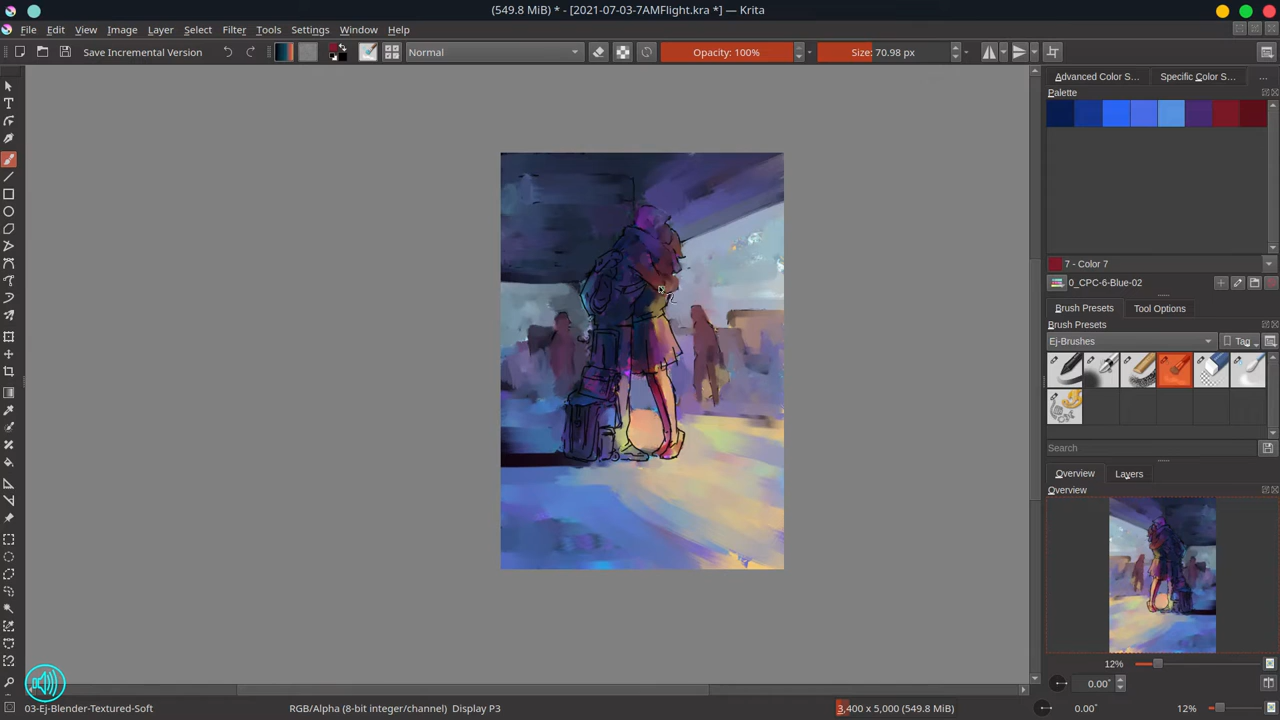 (549.8 MiB) * - [2021-07-03-7AMFlight.kra *] — Krita
File Edit View Image Layer Select Filter Tools Settings Window Help
Save Incremental Version Normal Opacity: 100% Size: 70.98 px
Advanced Color S... Specific Color S... ...
Palette
7 - Color 7
0_CPC-6-Blue-02
Brush Presets Tool Options
Brush Presets
Ej-Brushes Tag
Search
Overview Layers
Overview
12%
0.00°
03-Ej-Blender-Textured-Soft RGB/Alpha (8-bit integer/channel) Display P3 3,400 x 5,000 (549.8 MiB) 0.00° 12%